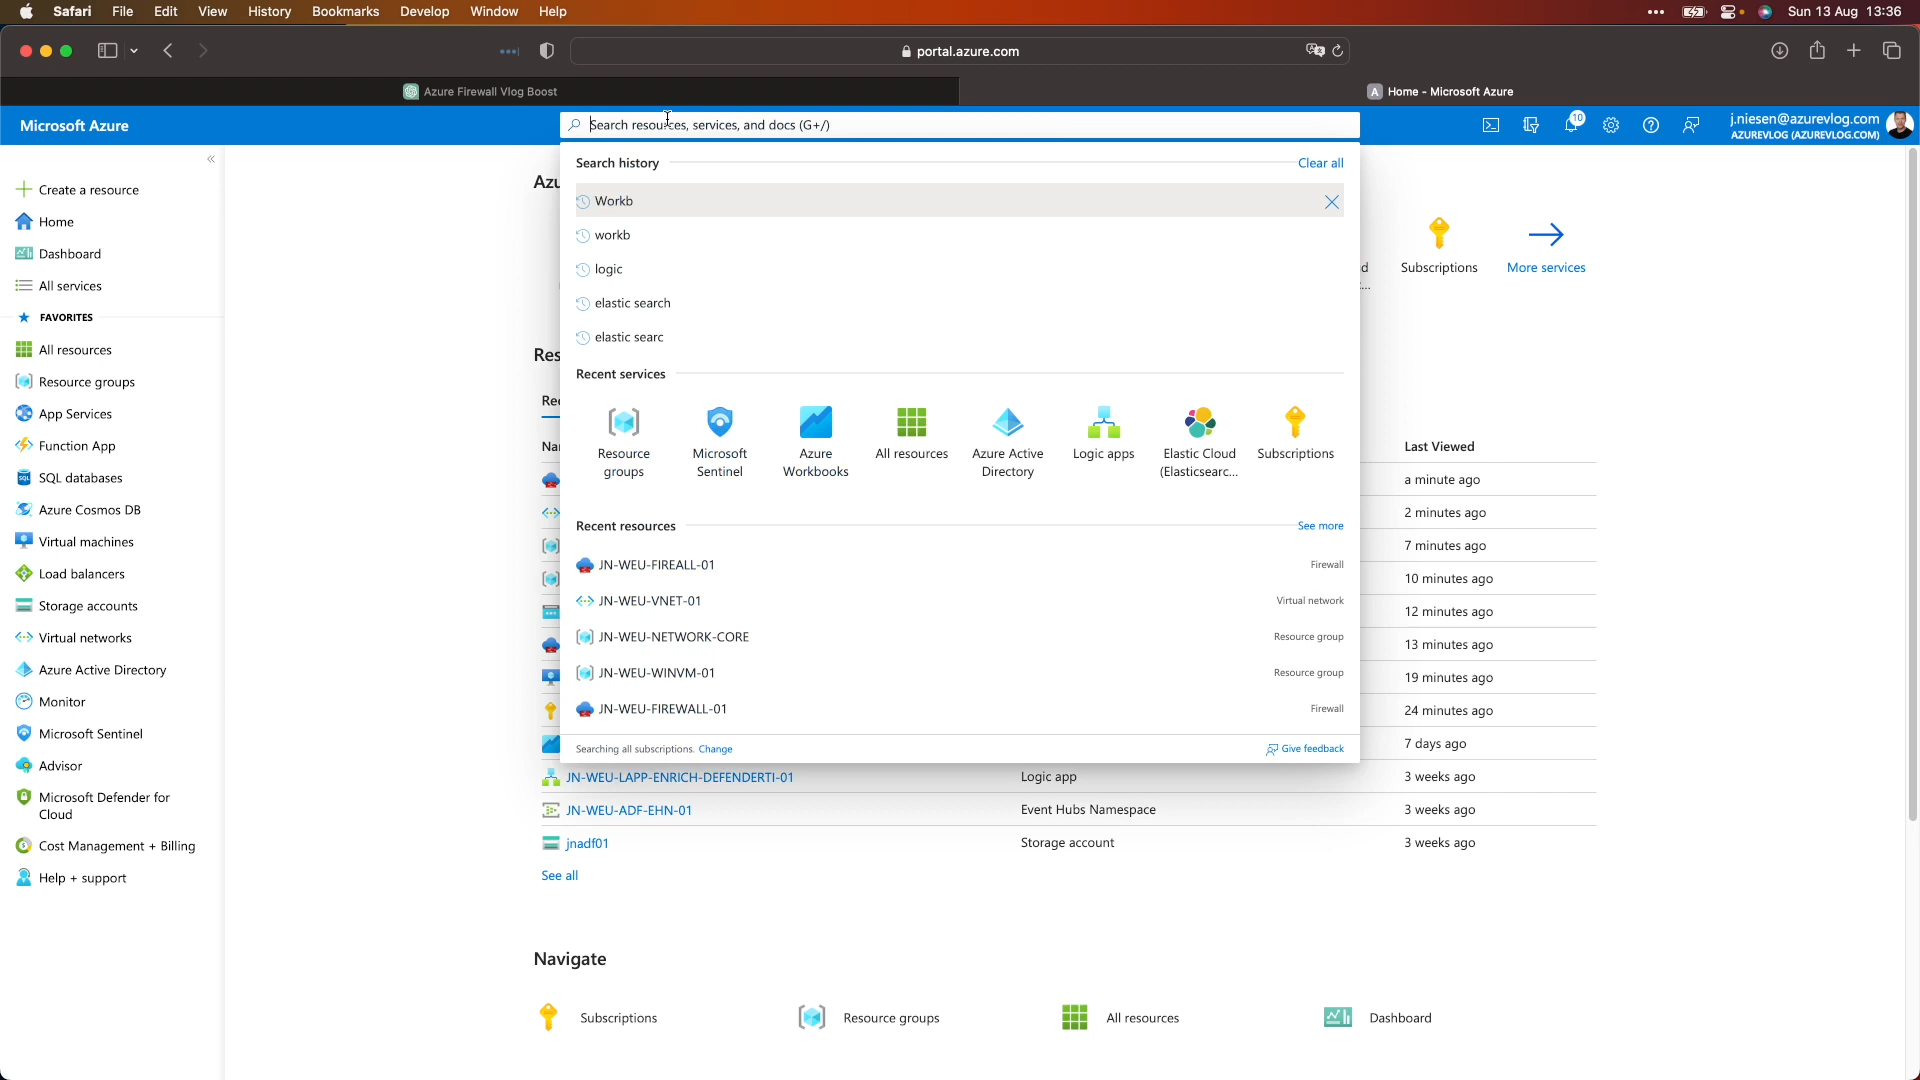 Safari File Edit View History Bookmarks Develop Window Help
Sun 13 Aug 13:36
portal.azure.com
Azure Firewall Vlog Boost
A Home - Microsoft Azure
Microsoft Azure
Search resources, services, and docs (G+/)
10
j.niesen@azurevlog.com
AZUREVLOG (AZUREVLOG.COM)
Create a resource
Home
Dashboard
All services
FAVORITES
All resources
Resource groups
App Services
Function App
SQL databases
Azure Cosmos DB
Virtual machines
Load balancers
Storage accounts
Virtual networks
Azure Active Directory
Monitor
Microsoft Sentinel
Advisor
Microsoft Defender for
Cloud
Cost Management + Billing
Help + support
Search history
Clear all
Workb
workb
logic
elastic search
elastic searc
Recent services
Resource
groups
Microsoft
Sentinel
Azure
Workbooks
All resources
Azure Active
Directory
Logic apps
Elastic Cloud
(Elasticsearc...
Subscriptions
Recent resources
See more
JN-WEU-FIREALL-01 Firewall
JN-WEU-VNET-01 Virtual network
JN-WEU-NETWORK-CORE Resource group
JN-WEU-WINVM-01 Resource group
JN-WEU-FIREWALL-01 Firewall
Searching all subscriptions. Change
Give feedback
Subscriptions
More services
Last Viewed
a minute ago
2 minutes ago
7 minutes ago
10 minutes ago
12 minutes ago
13 minutes ago
19 minutes ago
24 minutes ago
7 days ago
JN-WEU-LAPP-ENRICH-DEFENDERTI-01 Logic app 3 weeks ago
JN-WEU-ADF-EHN-01 Event Hubs Namespace 3 weeks ago
jnadf01 Storage account 3 weeks ago
See all
Navigate
Subscriptions
Resource groups
All resources
Dashboard